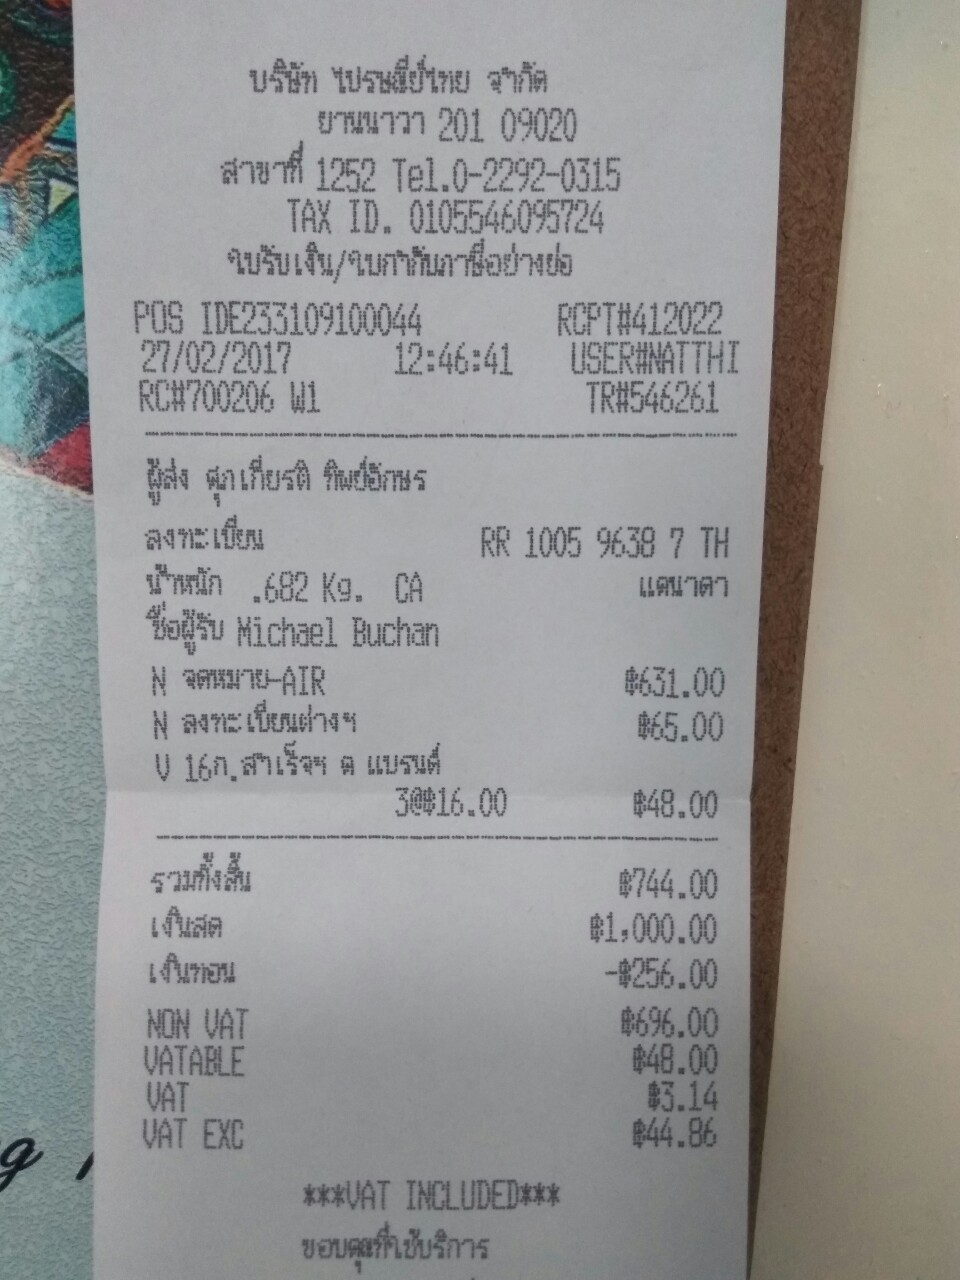 บริษัท ไปรษณีย์ไทย จำกัด
ยานนาวา 201 09020
สาขาที่ 1252 Tel.0-2292-0315
TAX ID. 0105546095724
ใบรับเงิน/ใบกำกับภาษีอย่างย่อ
POS IDE233109100044 RCPT#412022
27/02/2017 12:46:41 USER#NATTHI
RC#700206 W1 TR#546261
ผู้ส่ง ศุภเกียรติ ทิพย์อักษร
ลงทะเบียน RR 1005 9638 7 TH
น้ำหนัก .682 Kg. CA แคนาดา
ชื่อผู้รับ Michael Buchan
N จดหมาย-AIR ฿631.00
N ลงทะเบียนต่างฯ ฿65.00
V 16ก.สำเร็จฯ ค แบรนด์
3@฿16.00 ฿48.00
รวมทั้งสิ้น ฿744.00
เงินสด ฿1,000.00
เงินทอน -฿256.00
NON VAT ฿696.00
VATABLE ฿48.00
VAT ฿3.14
VAT EXC ฿44.86
***VAT INCLUDED***
ขอบคุณที่ใช้บริการ